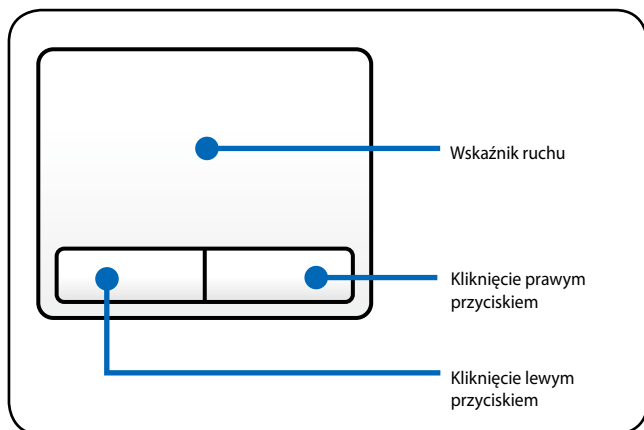 Wskaźnik ruchu
Kliknięcie prawym
przyciskiem
Kliknięcie lewym
przyciskiem